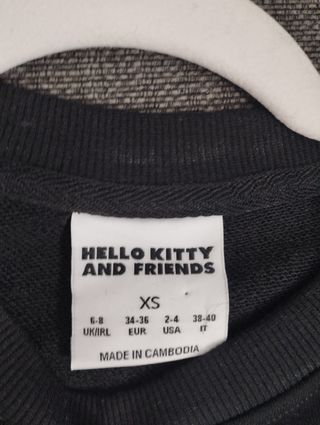 HELLO KITTY
AND FRIENDS
XS
6-8 34-36 2-4 38-40
UK/IRL EUR USA IT
MADE IN CAMBODIA